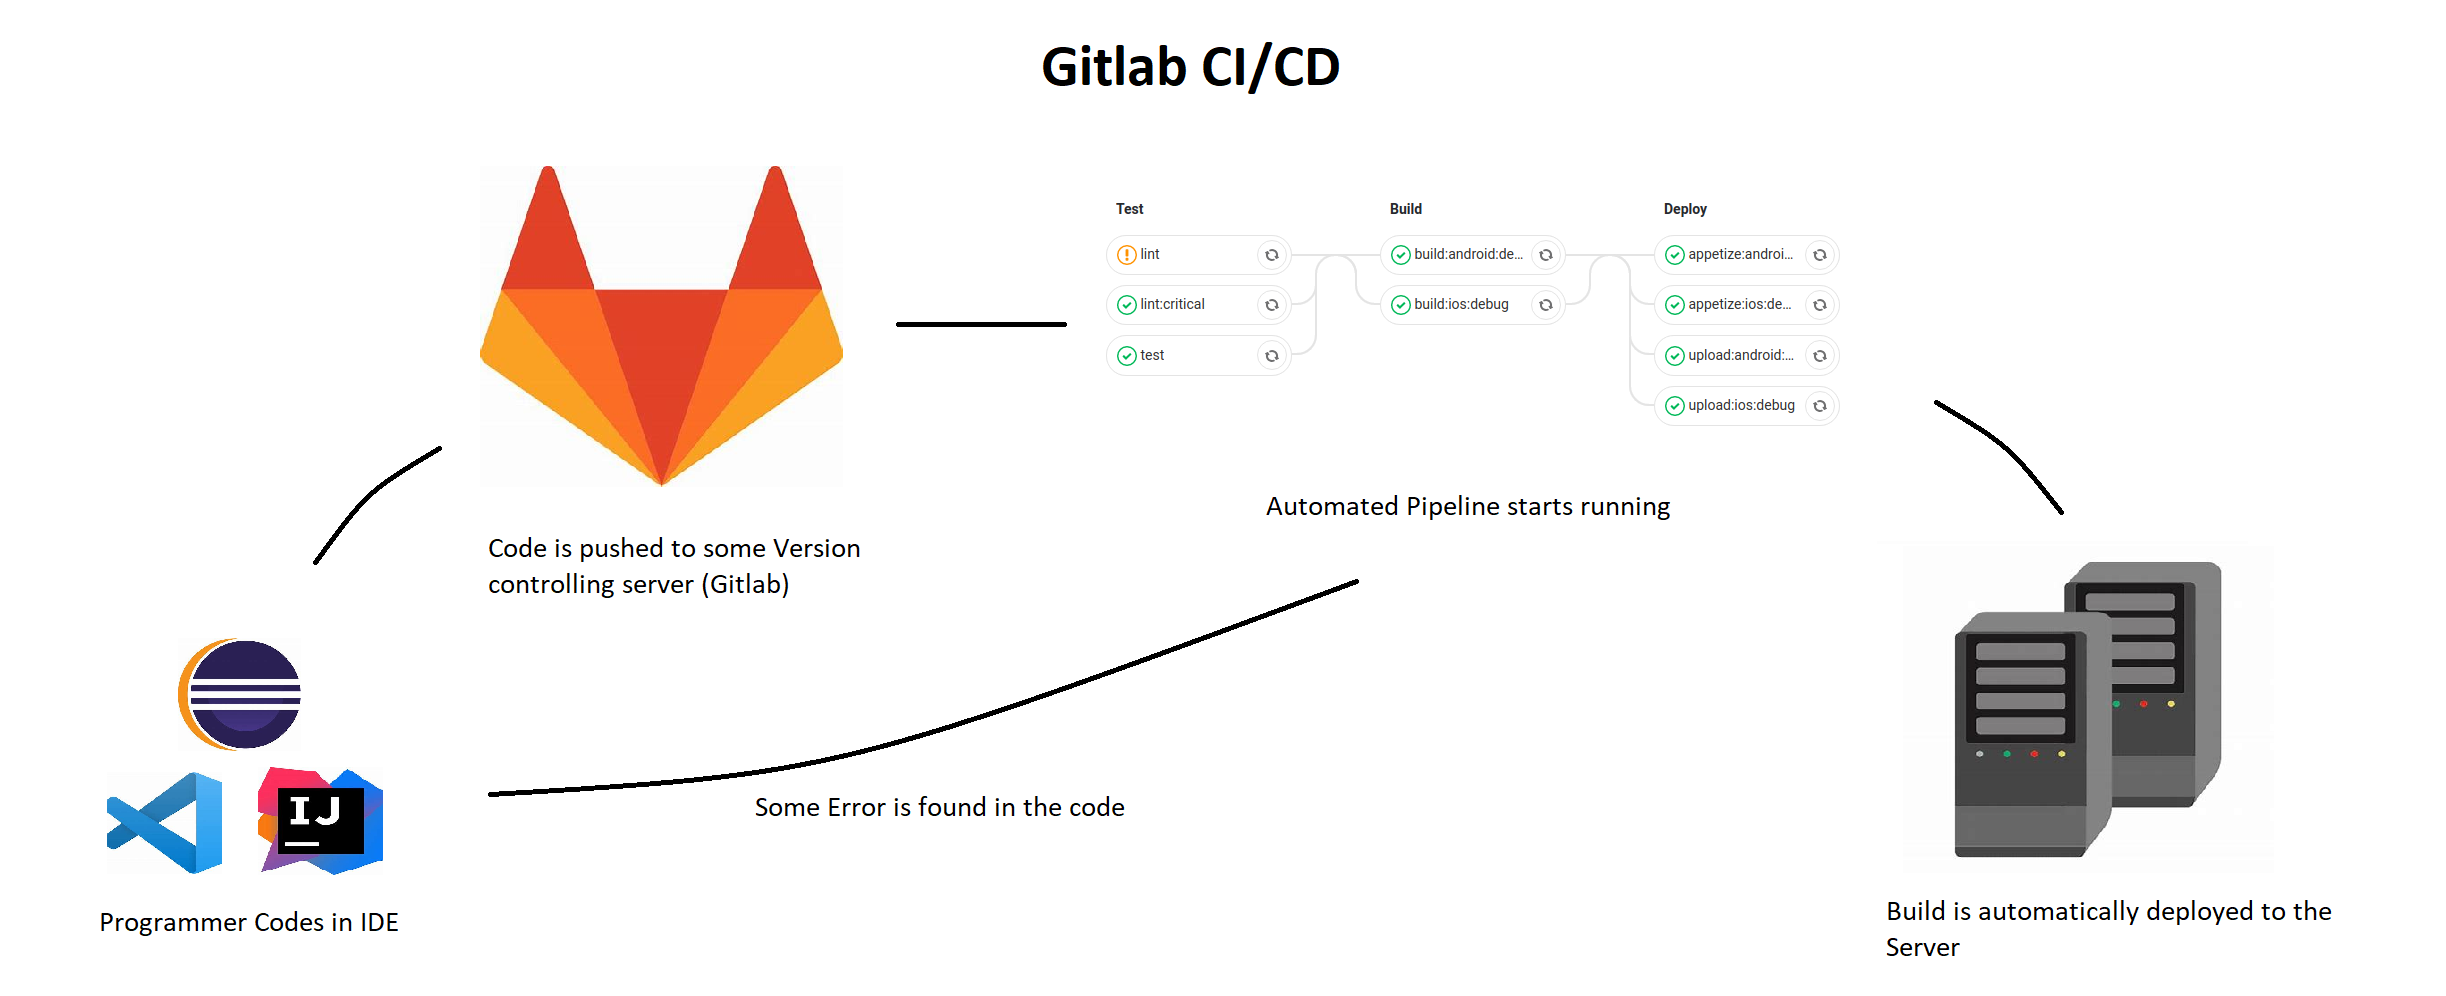 Gitlab CI/CD
Test
Build
Deploy
lint
build:android:de...
appetize:androi...
lint:critical
build:ios:debug
appetize:ios:de...
test
upload:android:...
upload:ios:debug
Automated Pipeline starts running
Code is pushed to some Version
controlling server (Gitlab)
IJ
Some Error is found in the code
Programmer Codes in IDE
Build is automatically deployed to the
Server